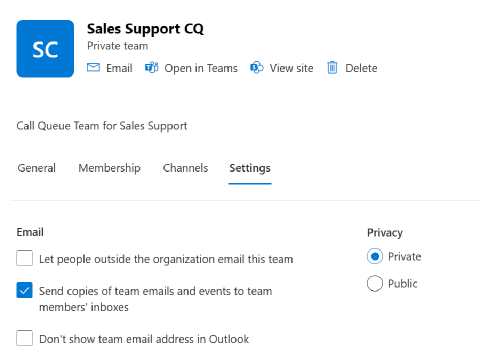 SC
Sales Support CQ
Private team
Email Open in Teams View site Delete
Call Queue Team for Sales Support
General Membership Channels Settings
Email
Let people outside the organization email this team
Send copies of team emails and events to team
members' inboxes
Don't show team email address in Outlook
Privacy
Private
Public